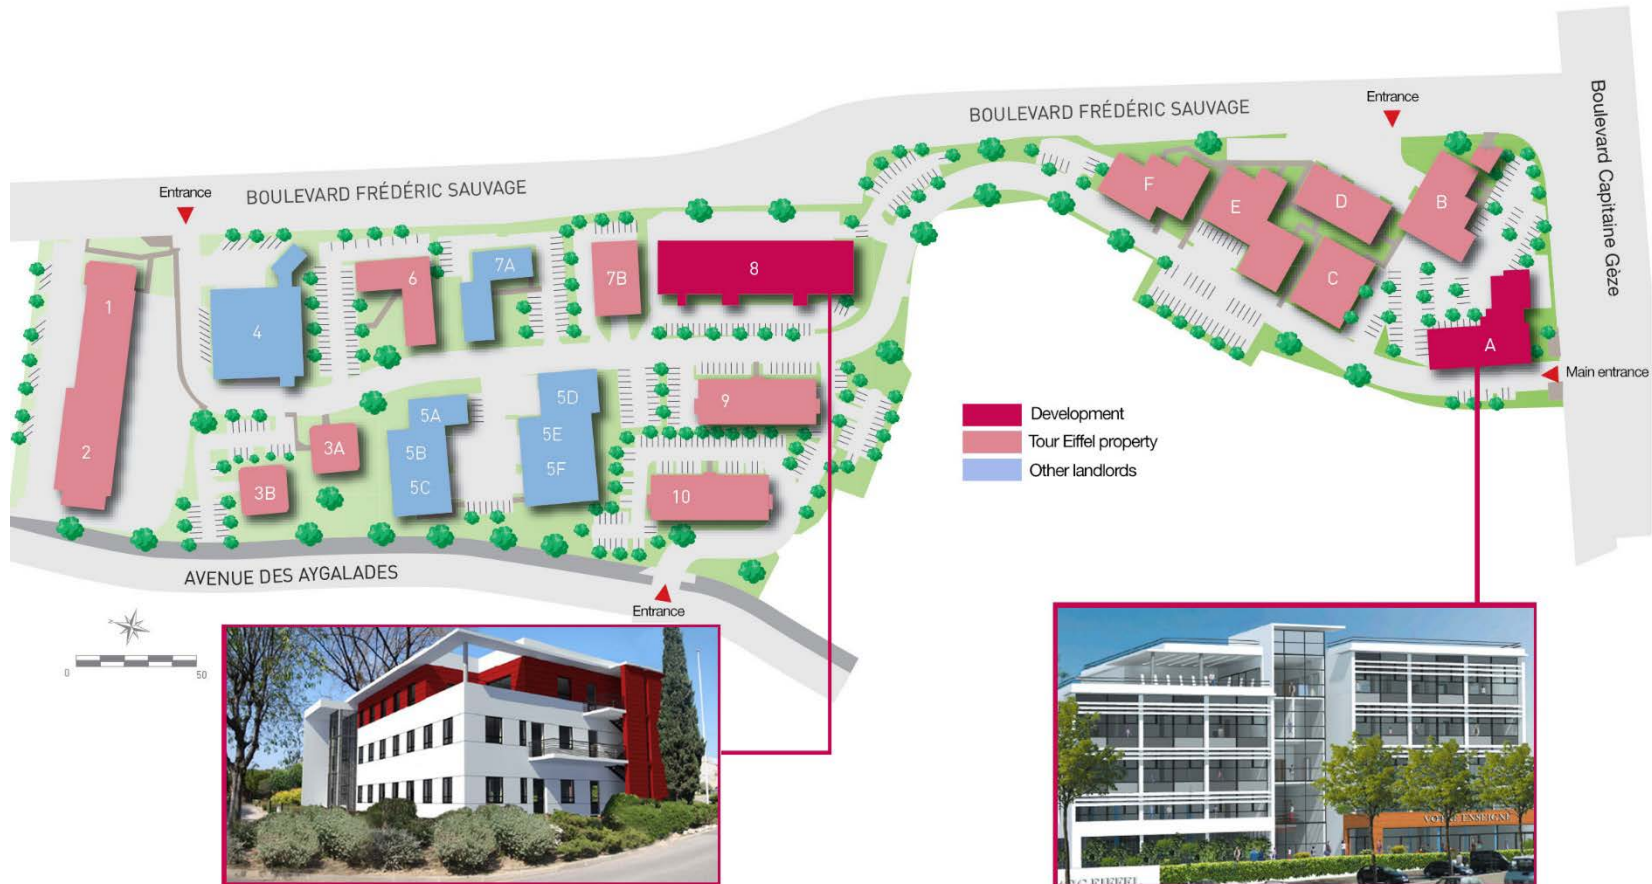 BOULEVARD FRÉDÉRIC SAUVAGE
Entrance
Boulevard Capitaine Gèze
Entrance
BOULEVARD FRÉDÉRIC SAUVAGE
F
E
D
B
C
A
Main entrance
1
2
4
6
7A
7B
8
3A
3B
5A
5B
5C
5D
5E
5F
9
10
Development
Tour Eiffel property
Other landlords
AVENUE DES AYGALADES
Entrance
0
50